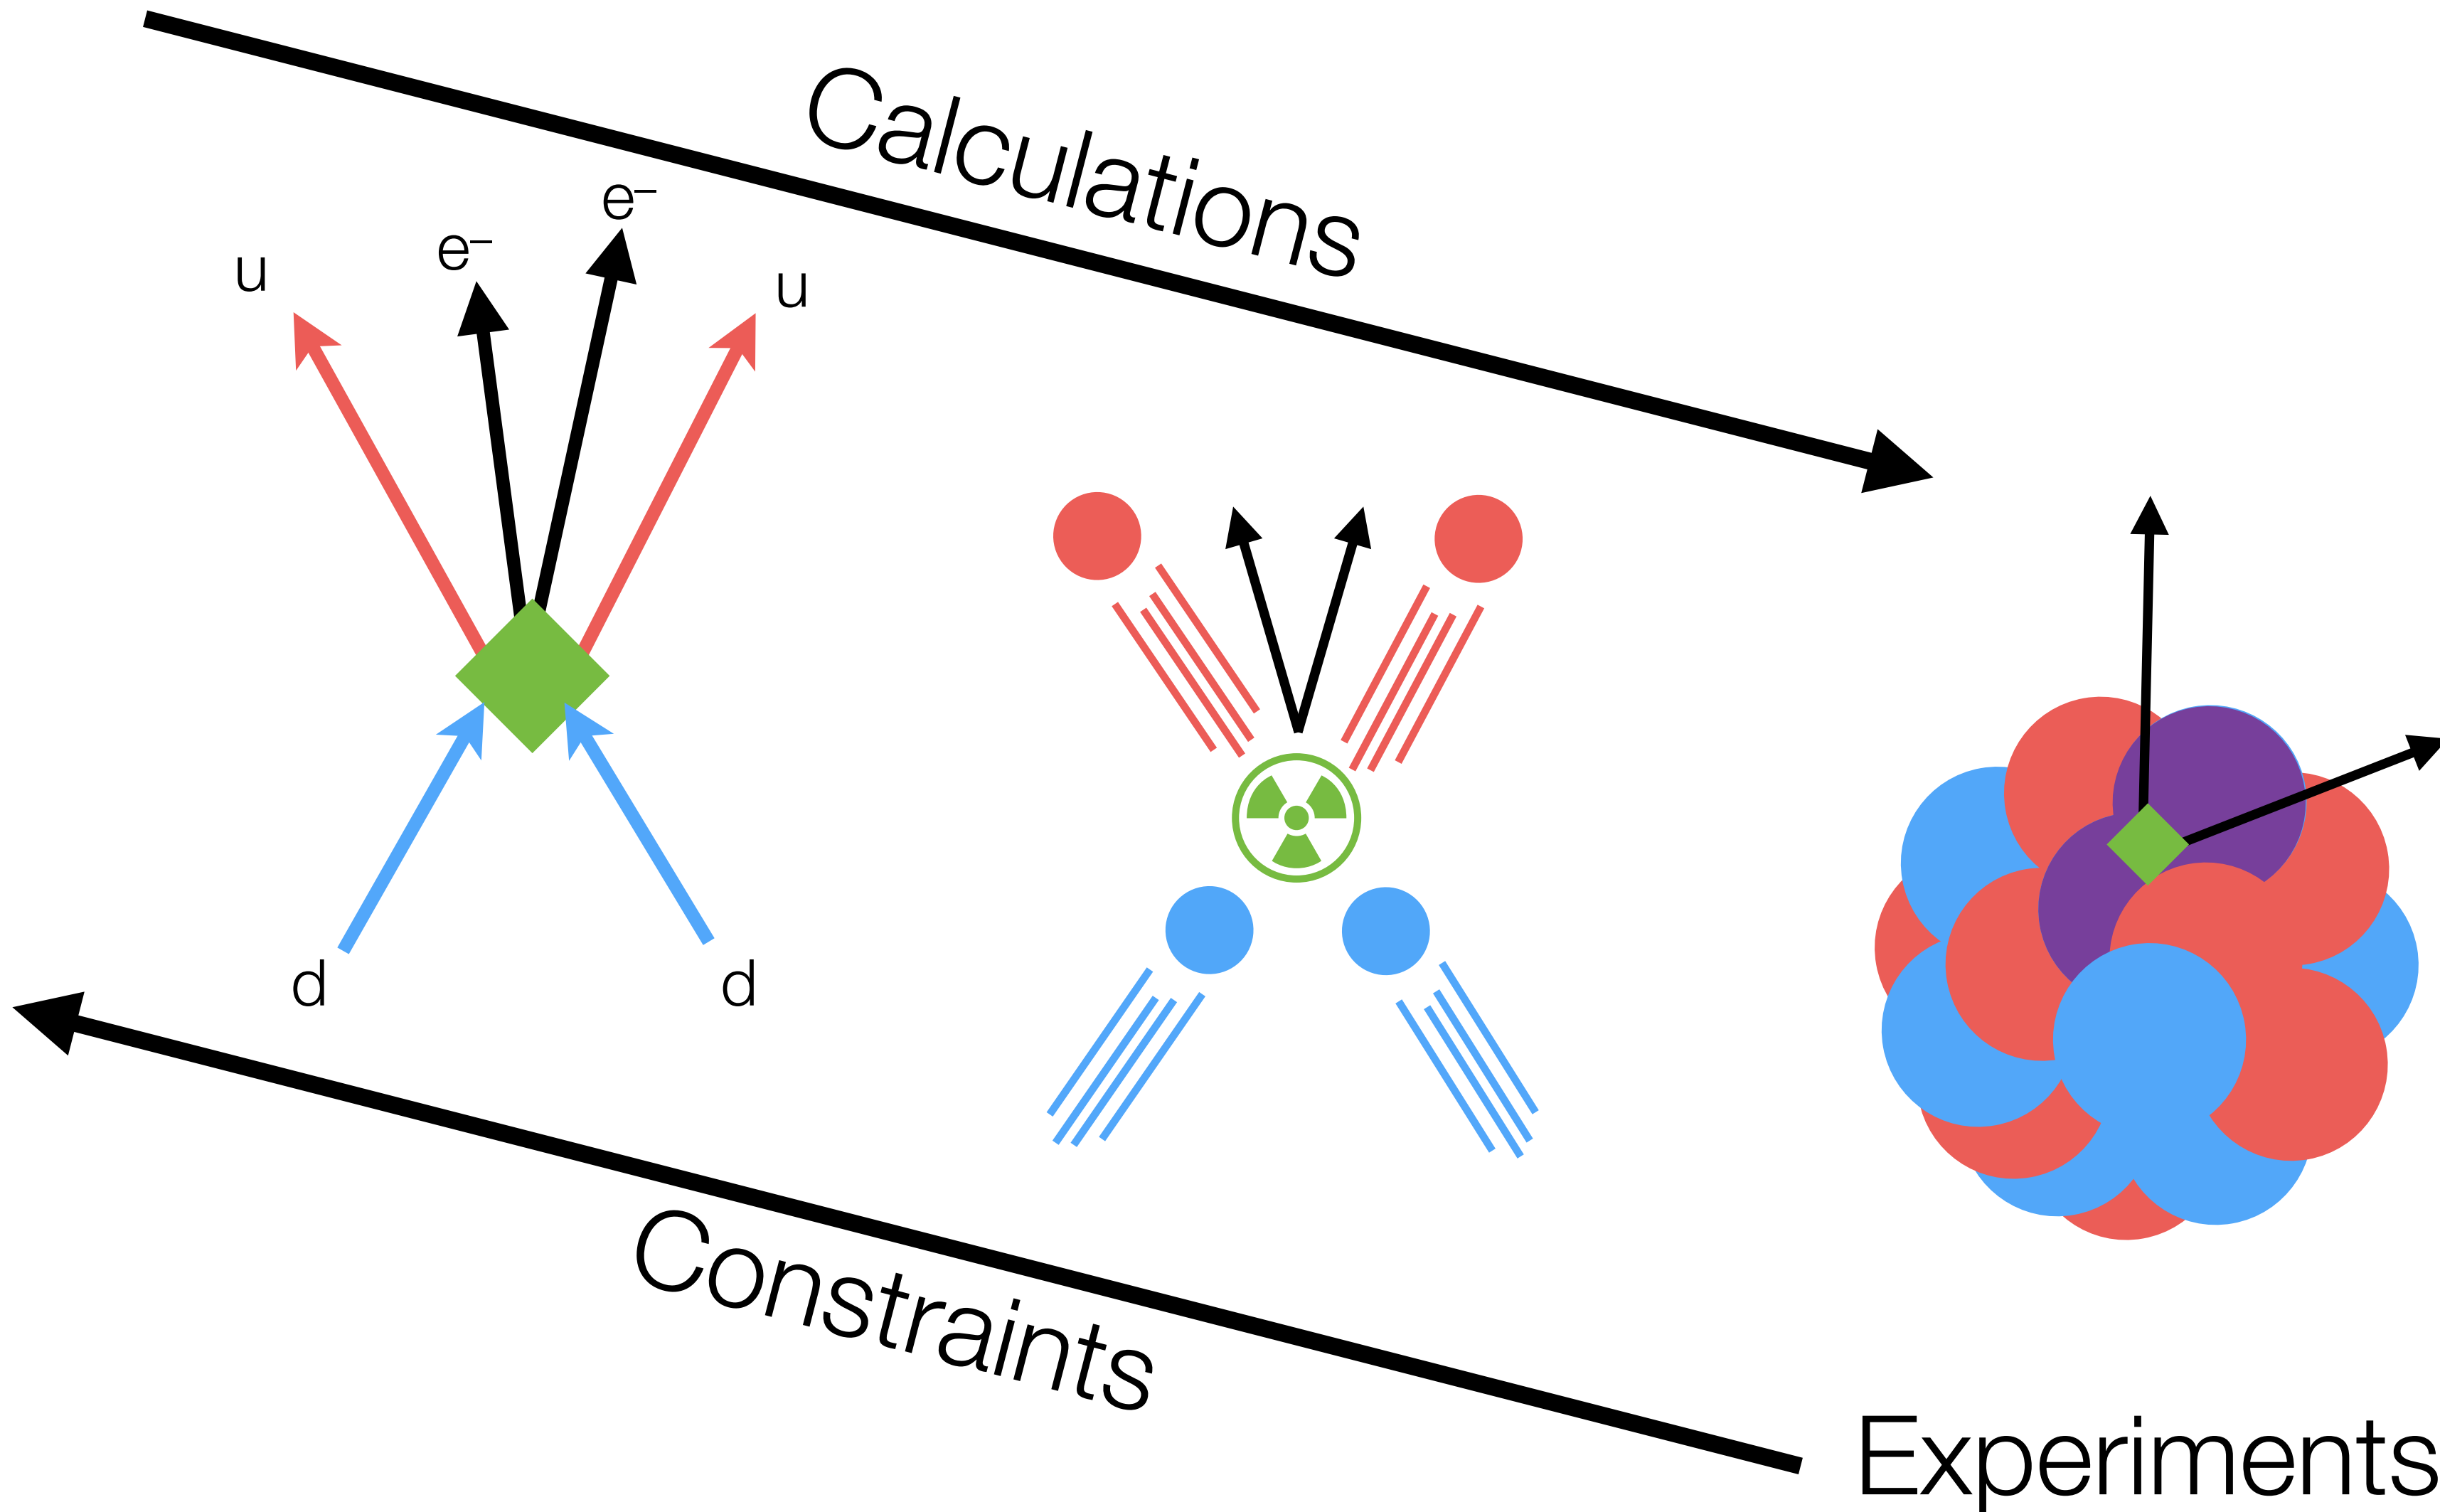 Calculations
e⁻
e⁻
u
u
d
d
Constraints
Experiments